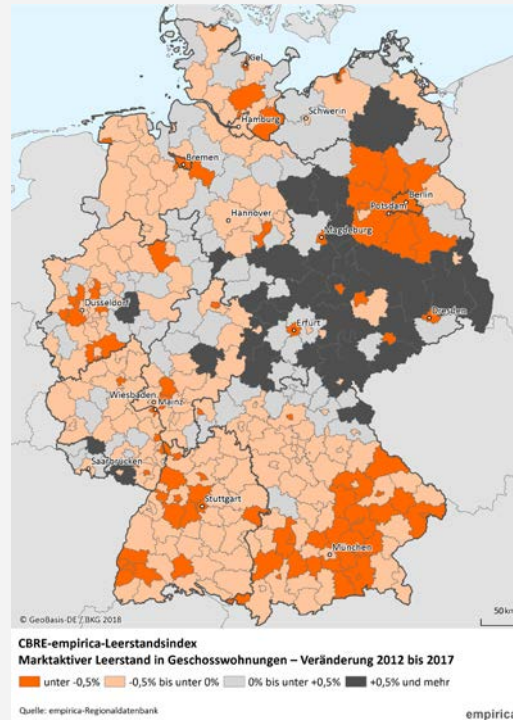 Kiel
Schwerin
Hamburg
Bremen
Berlin
Potsdam
Hannover
Magdeburg
Düsseldorf
Erfurt
Dresden
Wiesbaden
Mainz
Saarbrücken
Stuttgart
München
50 km
© GeoBasis-DE / BKG 2018
CBRE-empirica-Leerstandsindex
Marktaktiver Leerstand in Geschosswohnungen – Veränderung 2012 bis 2017
unter -0,5% -0,5% bis unter 0% 0% bis unter +0,5% +0,5% und mehr
Quelle: empirica-Regionaldatenbank
empirica